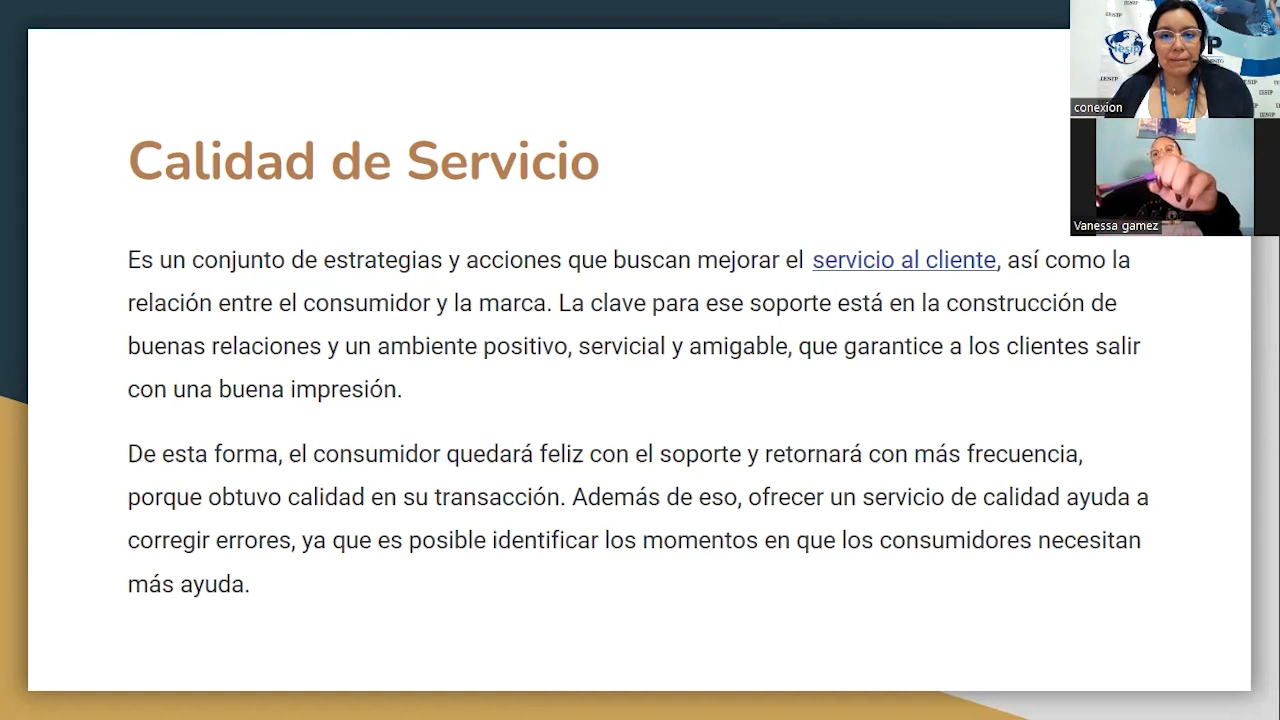 Calidad de Servicio
Es un conjunto de estrategias y acciones que buscan mejorar el servicio al cliente, así como la
relación entre el consumidor y la marca. La clave para ese soporte está en la construcción de
buenas relaciones y un ambiente positivo, servicial y amigable, que garantice a los clientes salir
con una buena impresión.
De esta forma, el consumidor quedará feliz con el soporte y retornará con más frecuencia,
porque obtuvo calidad en su transacción. Además de eso, ofrecer un servicio de calidad ayuda a
corregir errores, ya que es posible identificar los momentos en que los consumidores necesitan
más ayuda.
conexion
Vanessa gamez